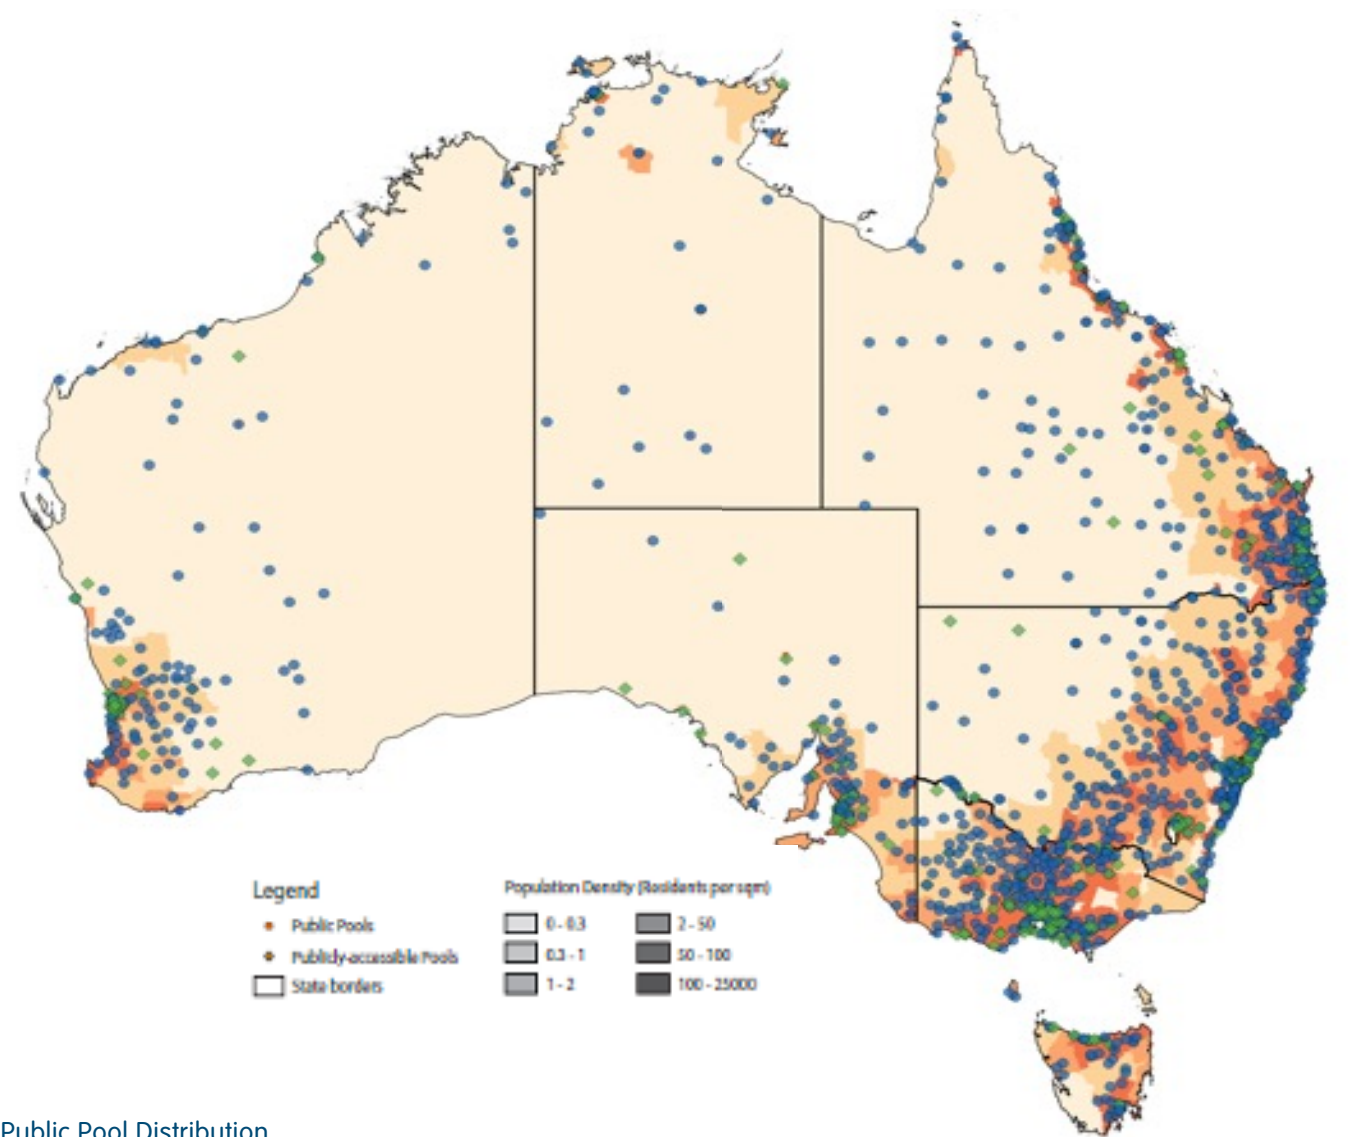 Legend
Public Pools
Publicly-accessible Pools
State borders
Population Density (Residents per sqm)
0 - 0.3
0.3 - 1
1 - 2
2 - 50
50 - 100
100 - 25000
Public Pool Distribution